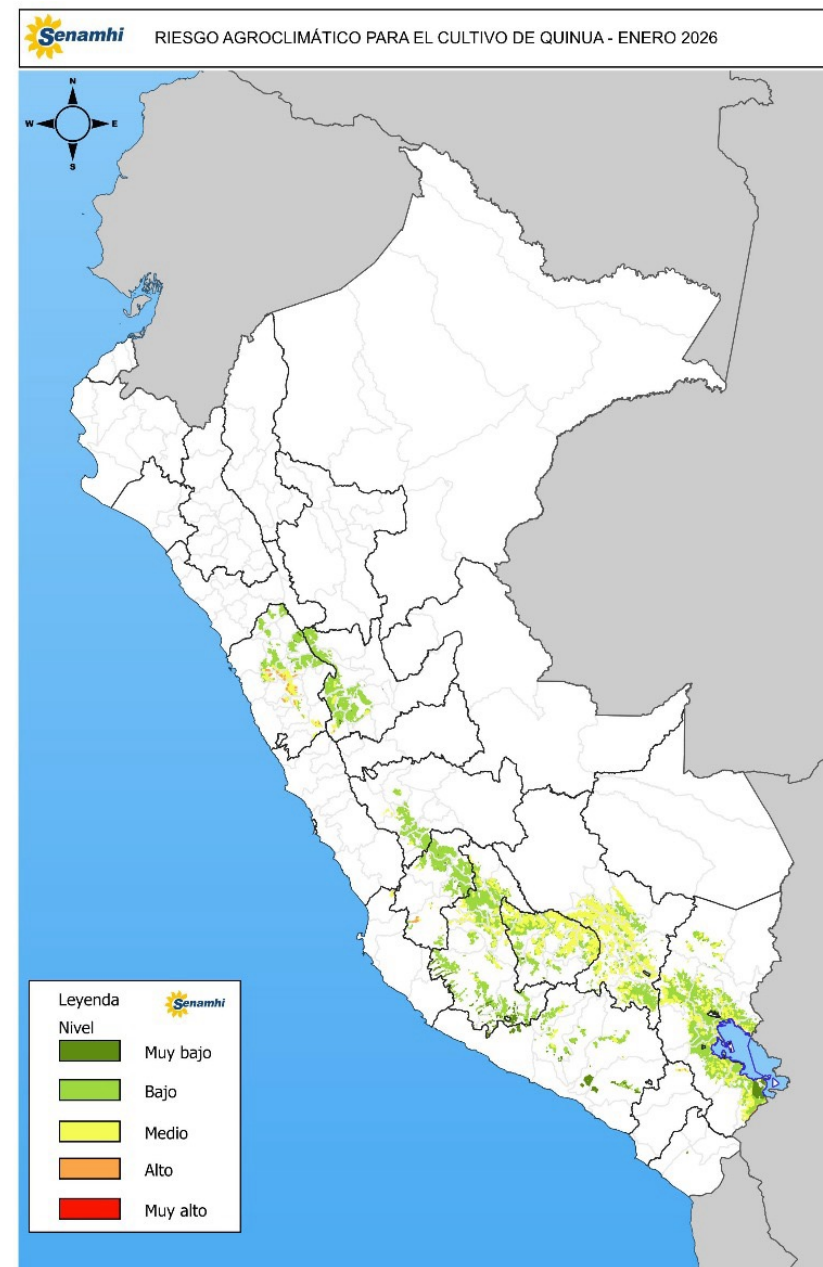 Senamhi
RIESGO AGROCLIMÁTICO PARA EL CULTIVO DE QUINUA - ENERO 2026
N
W
E
S
Leyenda
Senamhi
Nivel
Muy bajo
Bajo
Medio
Alto
Muy alto